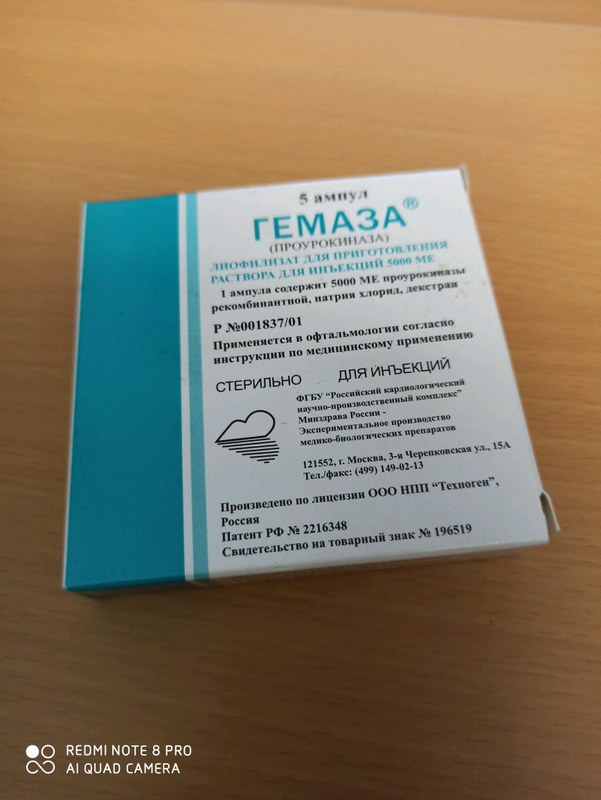 5 ампул
ГЕМАЗА®
(ПРОУРОКИНАЗА)
ЛИОФИЛИЗАТ ДЛЯ ПРИГОТОВЛЕНИЯ
РАСТВОРА ДЛЯ ИНЪЕКЦИЙ 5000 МЕ
1 ампула содержит 5000 МЕ проурокиназы
рекомбинантной, натрия хлорид, декстран
Р №001837/01
Применяется в офтальмологии согласно
инструкции по медицинскому применению
СТЕРИЛЬНО ДЛЯ ИНЪЕКЦИЙ
ФГБУ "Российский кардиологический
научно-производственный комплекс"
Минздрава России -
Экспериментальное производство
медико-биологических препаратов
121552, г. Москва, 3-я Черепковская ул., 15А
Тел./факс: (499) 149-02-13
Произведено по лицензии ООО НПП "Техноген",
Россия
Патент РФ № 2216348
Свидетельство на товарный знак № 196519
REDMI NOTE 8 PRO
AI QUAD CAMERA